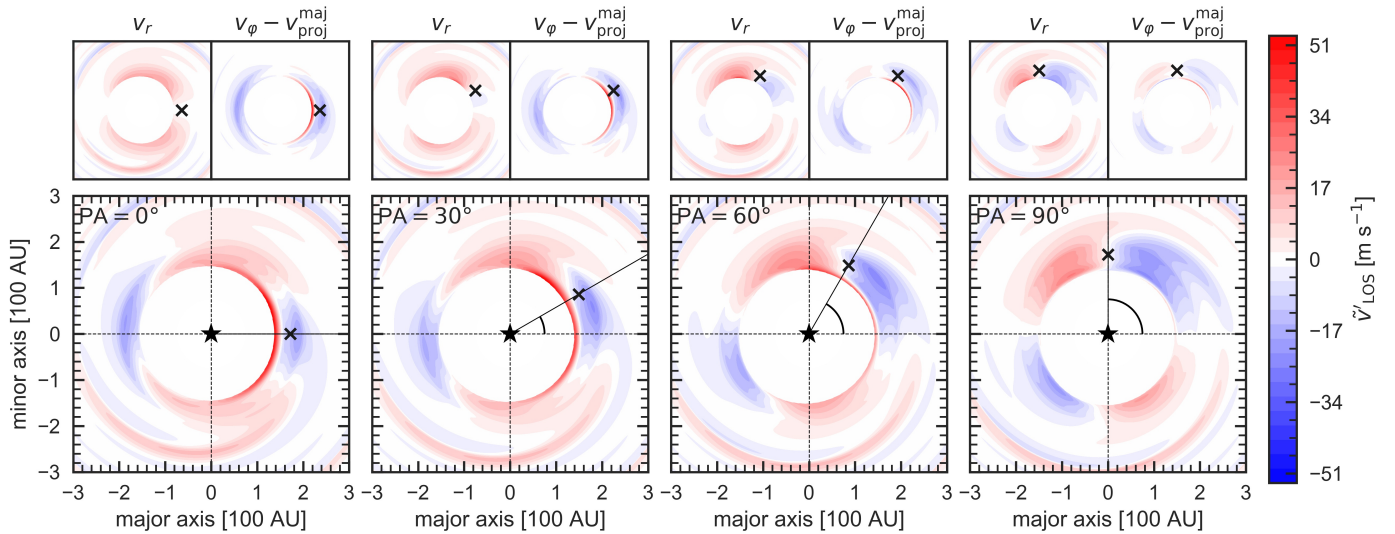 v_r v_φ − v_proj^maj v_r v_φ − v_proj^maj v_r v_φ − v_proj^maj v_r v_φ − v_proj^maj
PA = 0° PA = 30° PA = 60° PA = 90°
3
2
1
0
−1
−2
−3
minor axis [100 AU]
−3 −2 −1 0 1 2 3 −3 −2 −1 0 1 2 3 −3 −2 −1 0 1 2 3 −3 −2 −1 0 1 2 3
major axis [100 AU] major axis [100 AU] major axis [100 AU] major axis [100 AU]
51
34
17
0
−17
−34
−51
ṽ′_LOS [m s⁻¹]